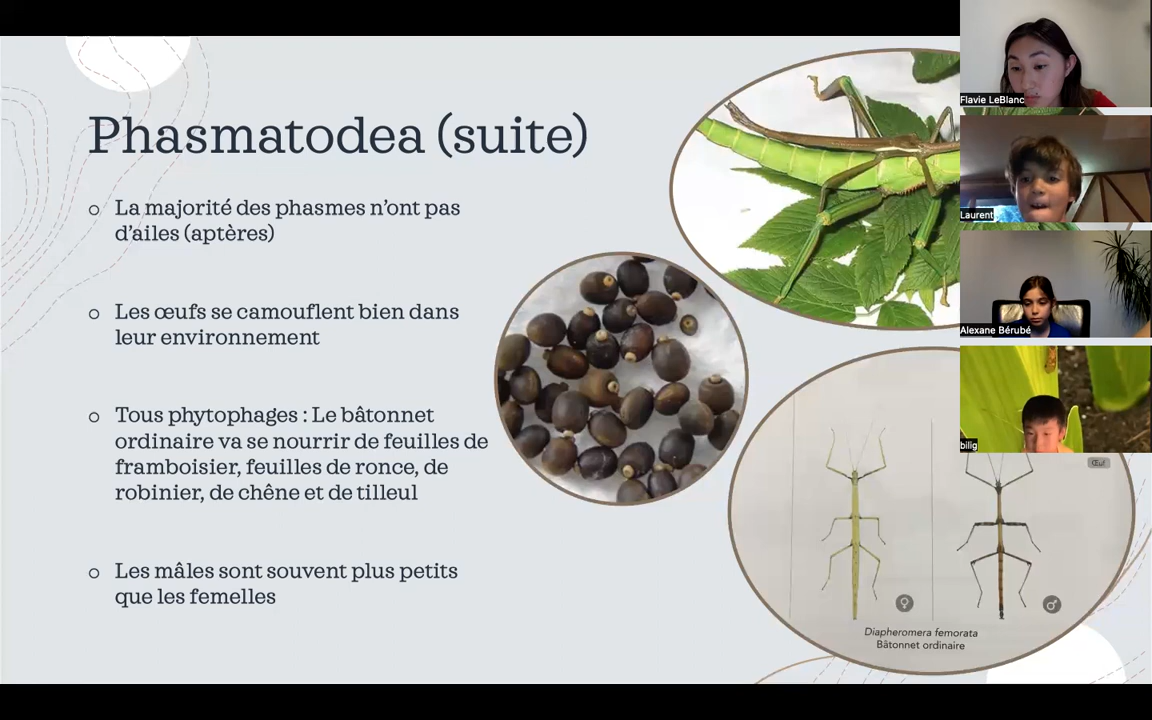 Phasmatodea (suite)
La majorité des phasmes n'ont pas
d'ailes (aptères)
Les œufs se camouflent bien dans
leur environnement
Tous phytophages : Le bâtonnet
ordinaire va se nourrir de feuilles de
framboisier, feuilles de ronce, de
robinier, de chêne et de tilleul
Les mâles sont souvent plus petits
que les femelles
Œuf
♀
♂
Diapheromera femorata
Bâtonnet ordinaire
Flavie LeBlanc
Laurent
Alexane Bérubé
bilig